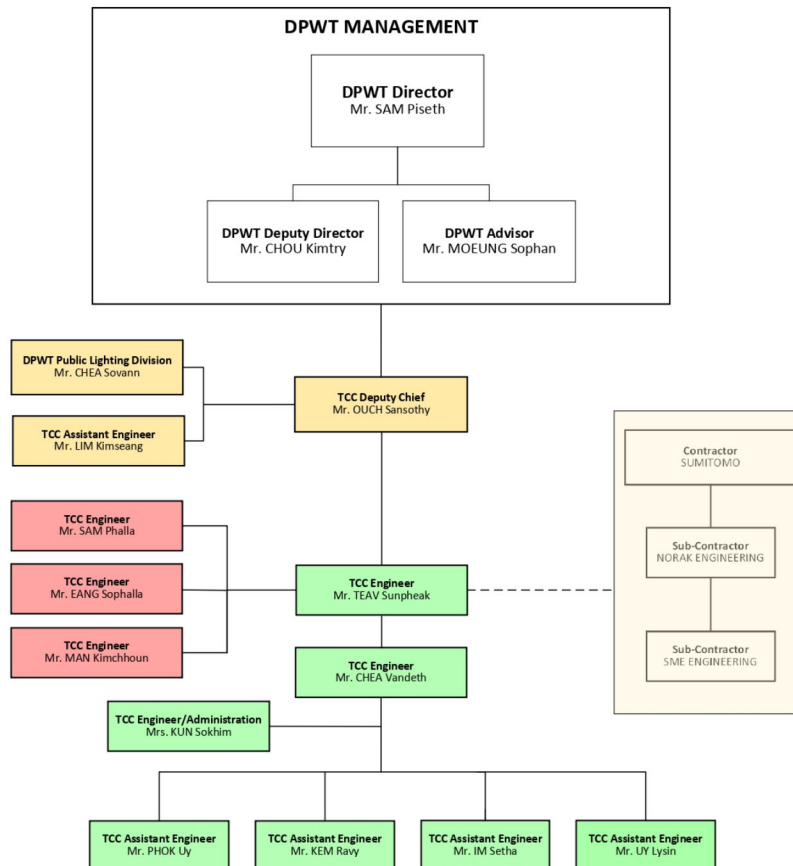 DPWT MANAGEMENT
DPWT Director
Mr. SAM Piseth
DPWT Deputy Director
Mr. CHOU Kimtry
DPWT Advisor
Mr. MOEUNG Sophan
DPWT Public Lighting Division
Mr. CHEA Sovann
TCC Deputy Chief
Mr. OUCH Sansothy
TCC Assistant Engineer
Mr. LIM Kimseang
Contractor
SUMITOMO
TCC Engineer
Mr. SAM Phalla
Sub-Contractor
NORAK ENGINEERING
TCC Engineer
Mr. EANG Sophalla
TCC Engineer
Mr. TEAV Sunpheak
TCC Engineer
Mr. MAN Kimchhoun
Sub-Contractor
SME ENGINEERING
TCC Engineer
Mr. CHEA Vandeth
TCC Engineer/Administration
Mrs. KUN Sokhim
TCC Assistant Engineer
Mr. PHOK Uy
TCC Assistant Engineer
Mr. KEM Ravy
TCC Assistant Engineer
Mr. IM Setha
TCC Assistant Engineer
Mr. UY Lysin